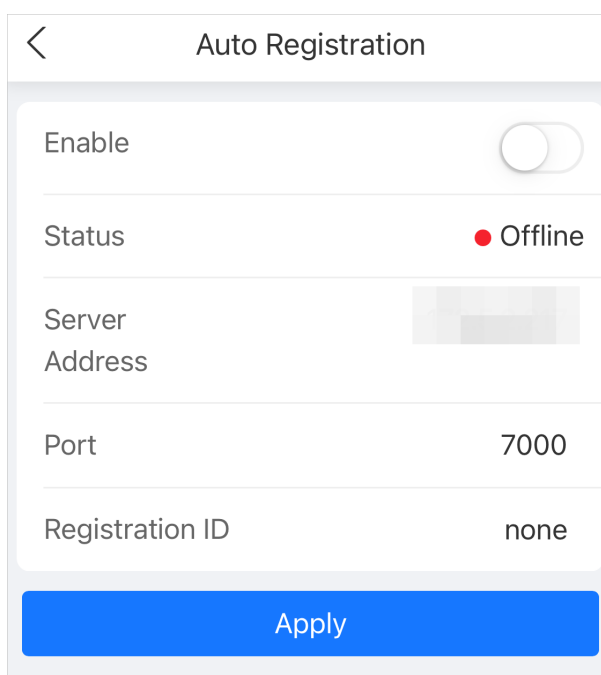 Auto Registration
Enable
Status
Offline
Server
Address
Port
7000
Registration ID
none
Apply